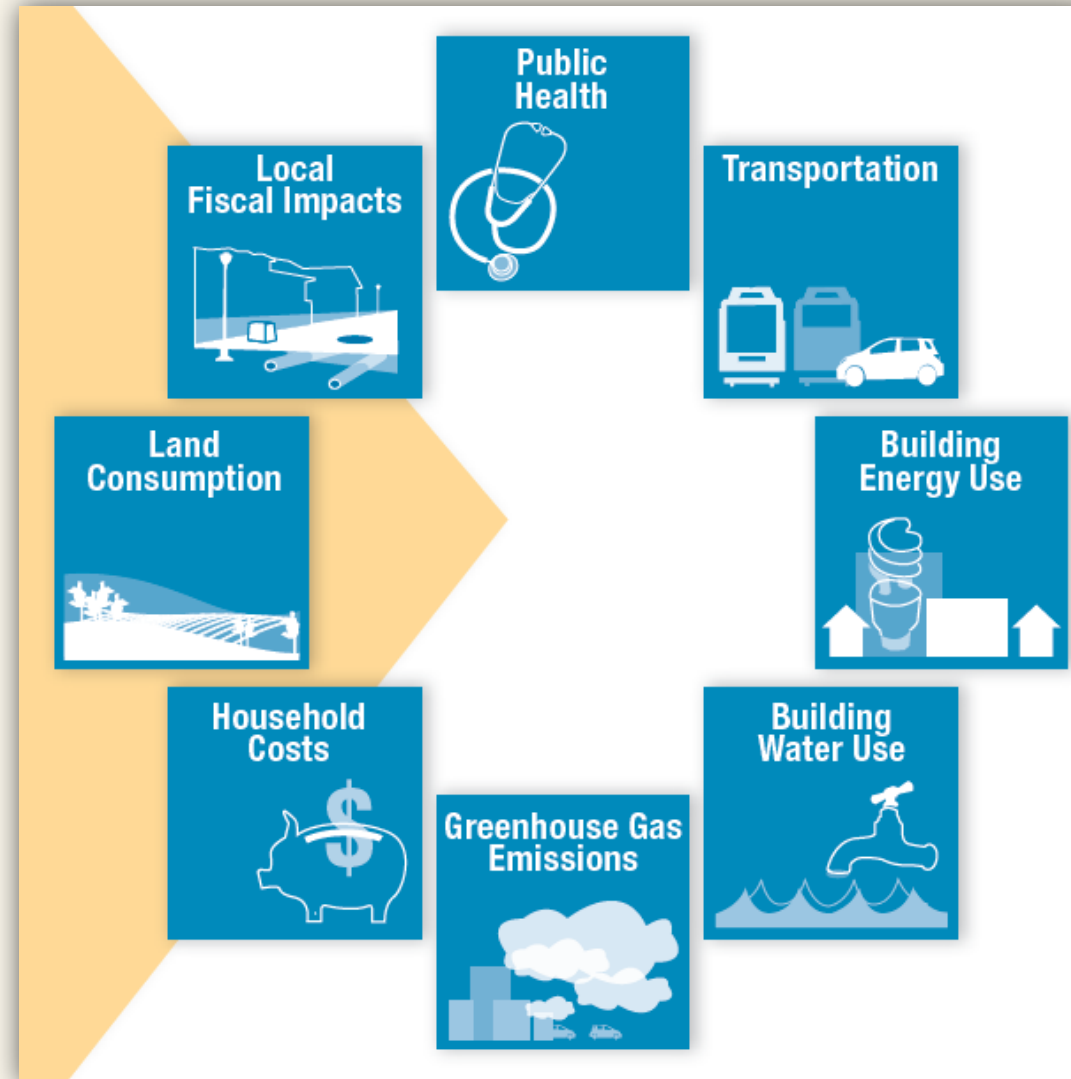 Public
Health
Local
Fiscal Impacts
Transportation
Land
Consumption
Building
Energy Use
Household
Costs
Building
Water Use
Greenhouse Gas
Emissions
$